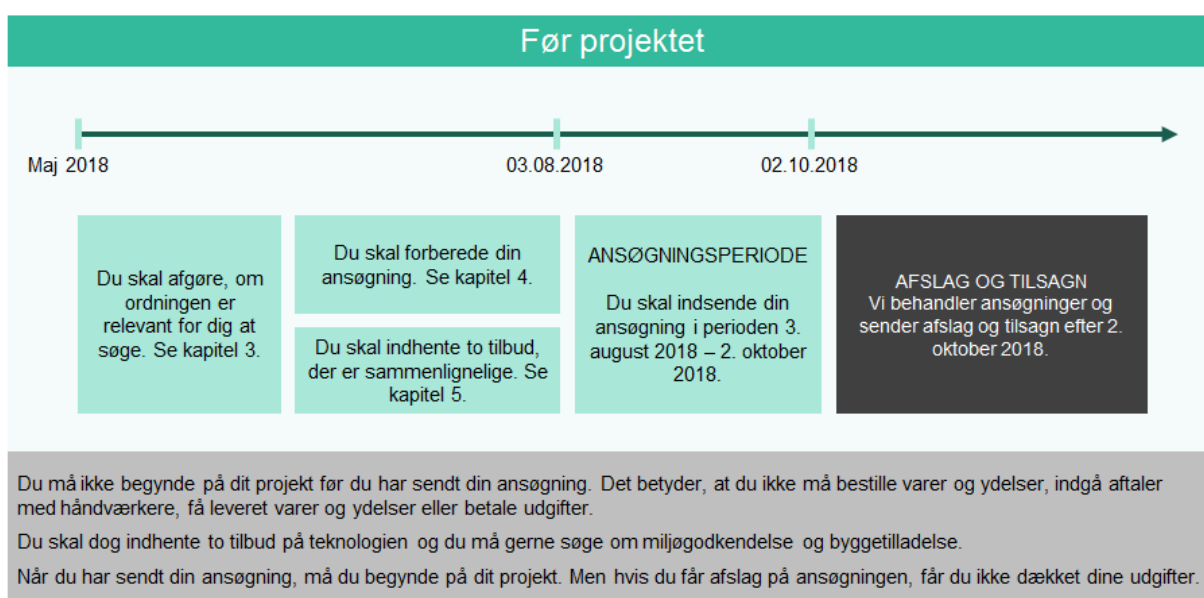 Før projektet
Maj 2018
03.08.2018
02.10.2018
Du skal afgøre, om
ordningen er
relevant for dig at
søge. Se kapitel 3.
Du skal forberede din
ansøgning. Se kapitel 4.
Du skal indhente to tilbud,
der er sammenlignelige. Se
kapitel 5.
ANSØGNINGSPERIODE
Du skal indsende din
ansøgning i perioden 3.
august 2018 – 2. oktober
2018.
AFSLAG OG TILSAGN
Vi behandler ansøgninger og
sender afslag og tilsagn efter 2.
oktober 2018.
Du må ikke begynde på dit projekt før du har sendt din ansøgning. Det betyder, at du ikke må bestille varer og ydelser, indgå aftaler
med håndværkere, få leveret varer og ydelser eller betale udgifter.
Du skal dog indhente to tilbud på teknologien og du må gerne søge om miljøgodkendelse og byggetilladelse.
Når du har sendt din ansøgning, må du begynde på dit projekt. Men hvis du får afslag på ansøgningen, får du ikke dækket dine udgifter.